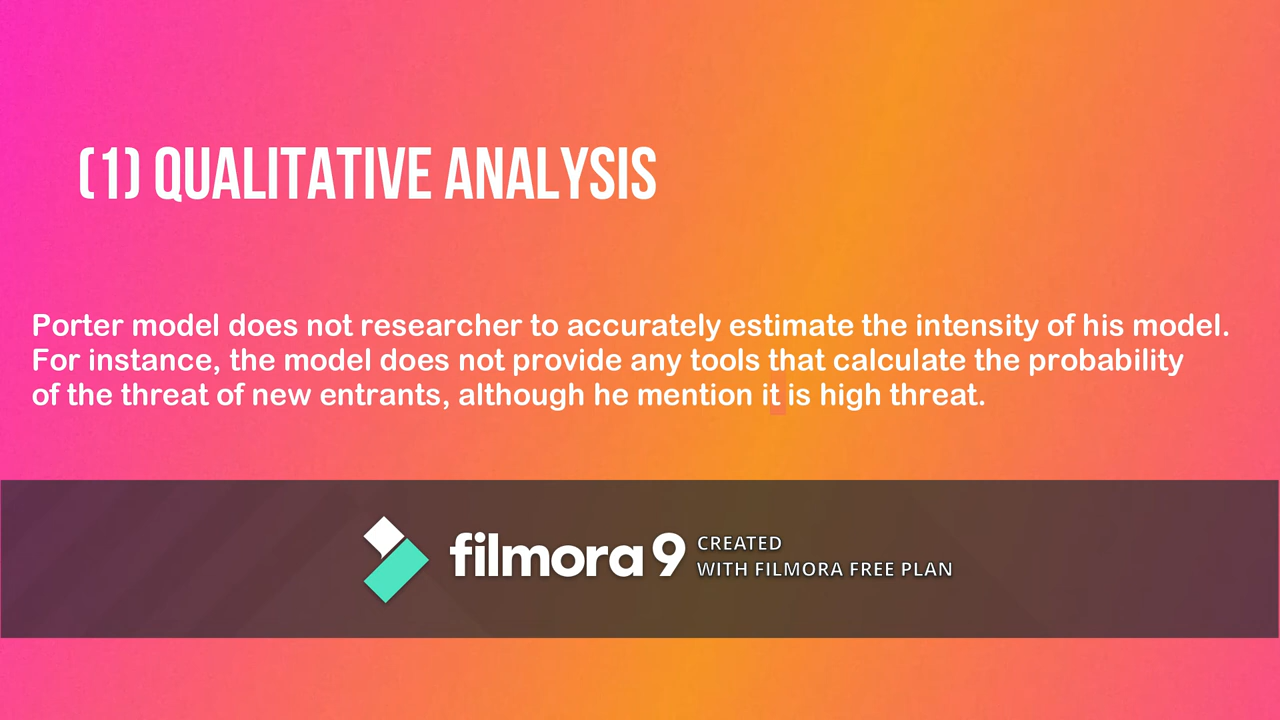 (1) QUALITATIVE ANALYSIS
Porter model does not researcher to accurately estimate the intensity of his model.
For instance, the model does not provide any tools that calculate the probability
of the threat of new entrants, although he mention it is high threat.
filmora 9 CREATED
WITH FILMORA FREE PLAN